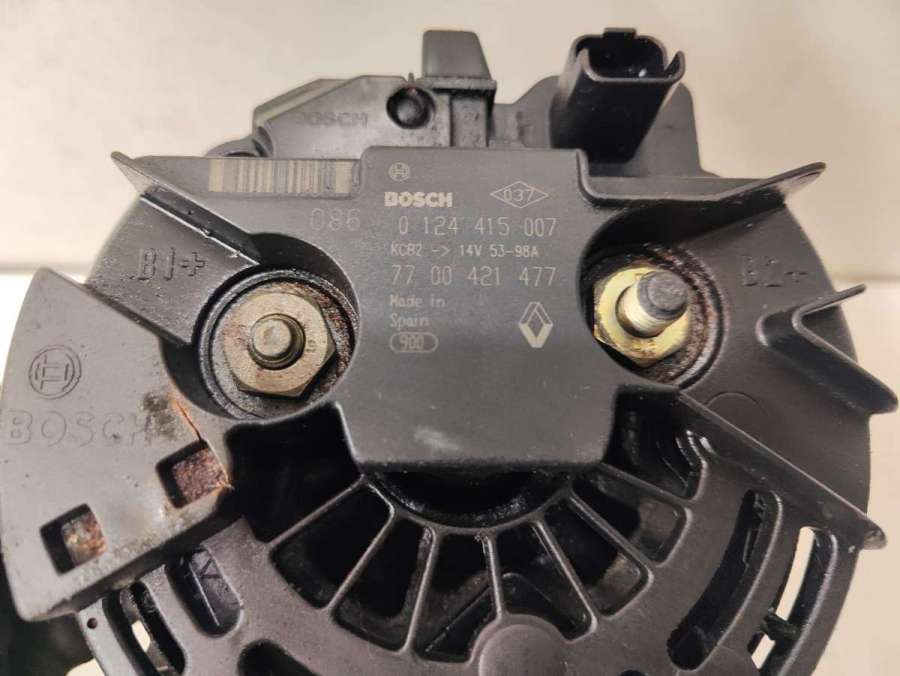 BOSCH
BOSCH
037
086
0 124 415 007
KCB2 -> 14V 53-98A
77 00 421 477
Made in
Spain
900
B1+
B2+
BOSCH